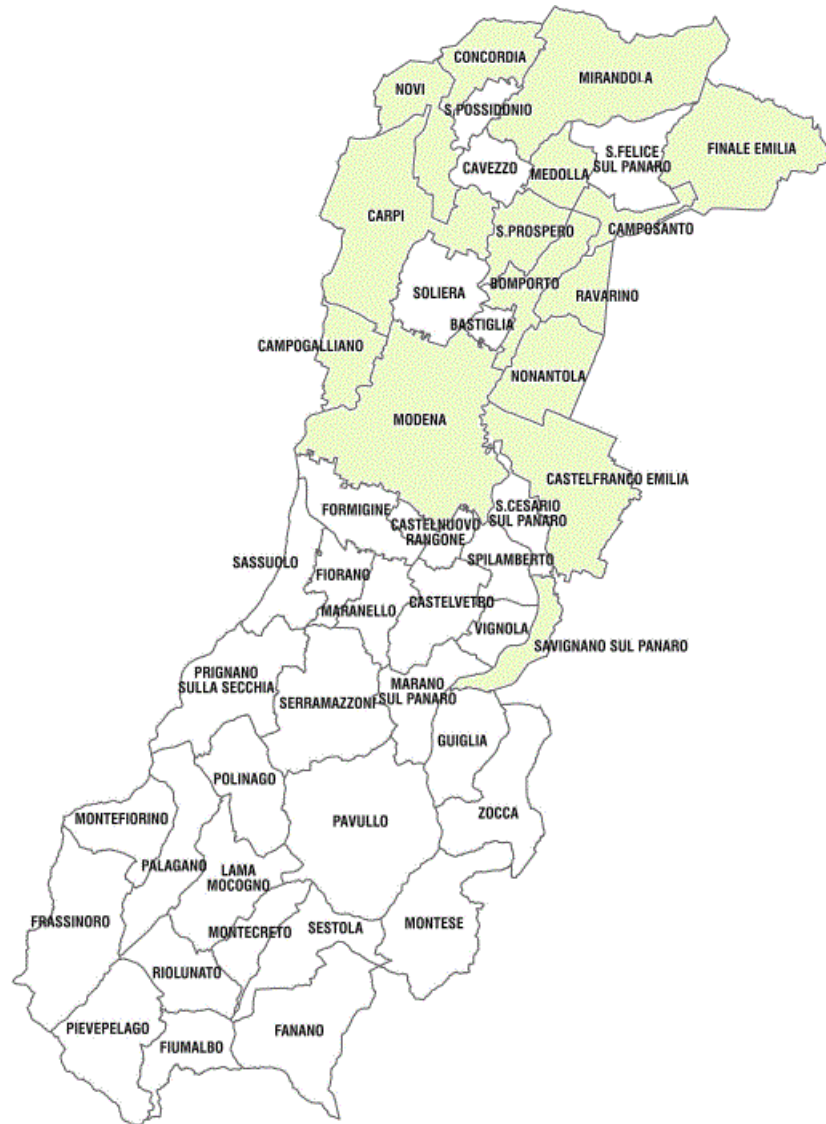 CONCORDIA
MIRANDOLA
NOVI
S.POSSIDONIO
S.FELICE
SUL PANARO
FINALE EMILIA
CAVEZZO
MEDOLLA
CARPI
S.PROSPERO
CAMPOSANTO
BOMPORTO
SOLIERA
RAVARINO
BASTIGLIA
CAMPOGALLIANO
NONANTOLA
MODENA
CASTELFRANCO EMILIA
S.CESARIO
SUL PANARO
FORMIGINE
CASTELNUOVO
RANGONE
SPILAMBERTO
SASSUOLO
FIORANO
MARANELLO
CASTELVETRO
VIGNOLA
SAVIGNANO SUL PANARO
PRIGNANO
SULLA SECCHIA
MARANO
SUL PANARO
SERRAMAZZONI
GUIGLIA
POLINAGO
ZOCCA
MONTEFIORINO
PAVULLO
PALAGANO
LAMA
MOCOGNO
FRASSINORO
MONTECRETO
SESTOLA
MONTESE
RIOLUNATO
PIEVEPELAGO
FANANO
FIUMALBO